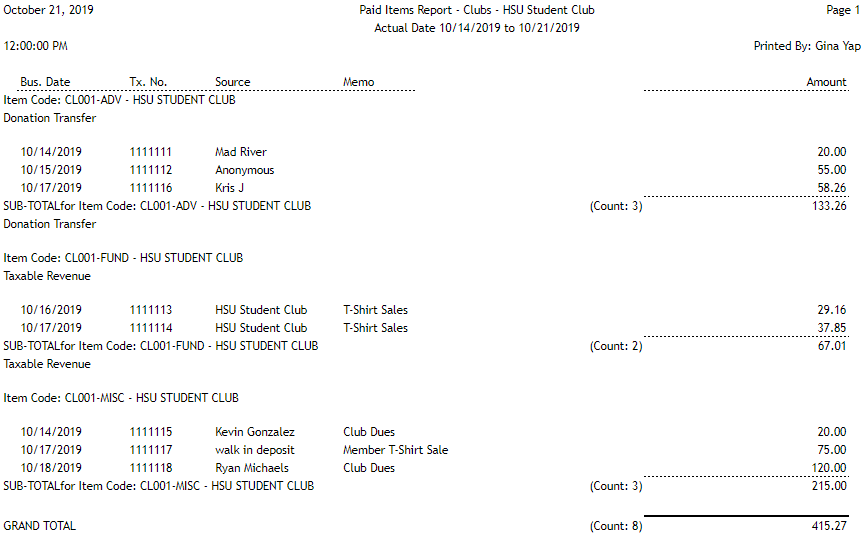 October 21, 2019 Paid Items Report - Clubs - HSU Student Club Page 1
Actual Date 10/14/2019 to 10/21/2019
12:00:00 PM Printed By: Gina Yap
Bus. Date Tx. No. Source Memo Amount
Item Code: CL001-ADV - HSU STUDENT CLUB
Donation Transfer
10/14/2019 1111111 Mad River 20.00
10/15/2019 1111112 Anonymous 55.00
10/17/2019 1111116 Kris J 58.26
SUB-TOTALfor Item Code: CL001-ADV - HSU STUDENT CLUB (Count: 3) 133.26
Donation Transfer
Item Code: CL001-FUND - HSU STUDENT CLUB
Taxable Revenue
10/16/2019 1111113 HSU Student Club T-Shirt Sales 29.16
10/17/2019 1111114 HSU Student Club T-Shirt Sales 37.85
SUB-TOTALfor Item Code: CL001-FUND - HSU STUDENT CLUB (Count: 2) 67.01
Taxable Revenue
Item Code: CL001-MISC - HSU STUDENT CLUB
10/14/2019 1111115 Kevin Gonzalez Club Dues 20.00
10/17/2019 1111117 walk in deposit Member T-Shirt Sale 75.00
10/18/2019 1111118 Ryan Michaels Club Dues 120.00
SUB-TOTALfor Item Code: CL001-MISC - HSU STUDENT CLUB (Count: 3) 215.00
GRAND TOTAL (Count: 8) 415.27